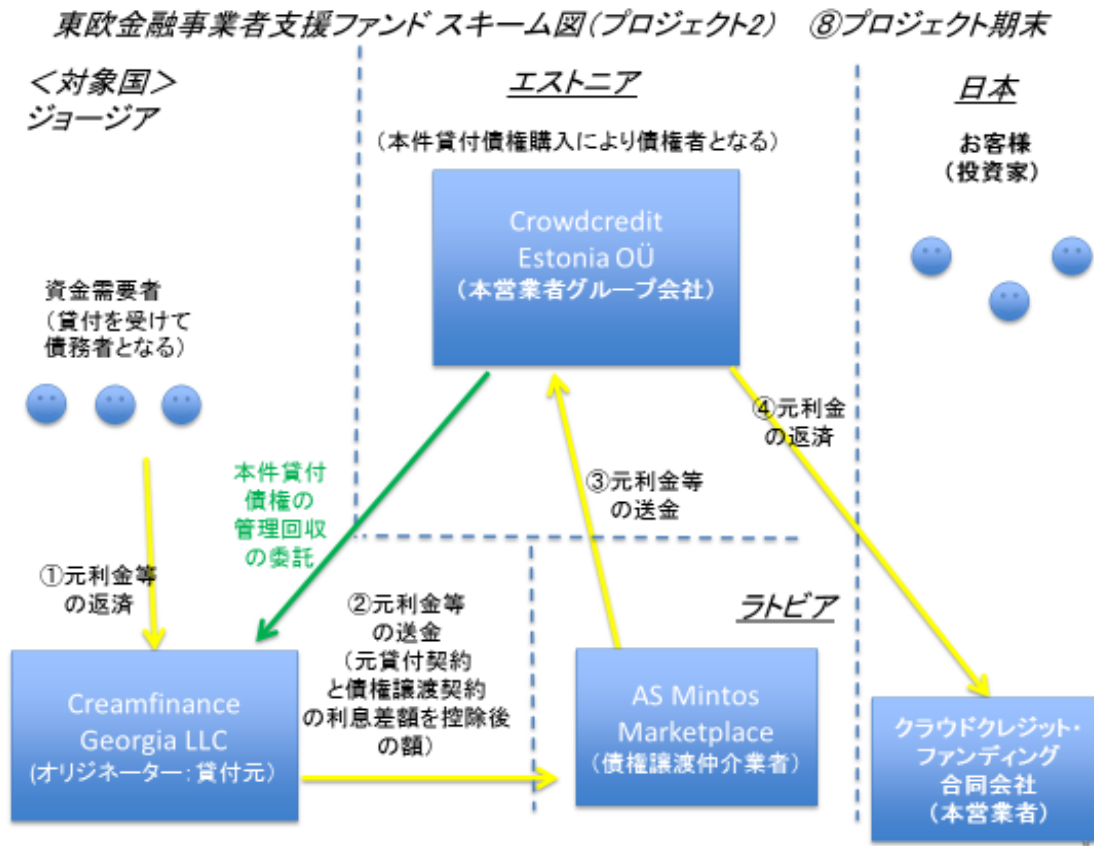 東欧金融事業者支援ファンド スキーム図(プロジェクト2) ⑧プロジェクト期末
＜対象国＞
ジョージア
エストニア
日本
（本件貸付債権購入により債権者となる）
お客様
（投資家）
Crowdcredit
Estonia OÜ
（本営業者グループ会社）
資金需要者
（貸付を受けて
債務者となる）
④元利金
の返済
本件貸付
債権の
管理回収
の委託
③元利金等
の送金
①元利金等
の返済
②元利金等
の送金
（元貸付契約
と債権譲渡契約
の利息差額を控除後
の額）
ラトビア
Creamfinance
Georgia LLC
(オリジネーター：貸付元）
AS Mintos
Marketplace
（債権譲渡仲介業者）
クラウドクレジット・
ファンディング
合同会社
（本営業者）